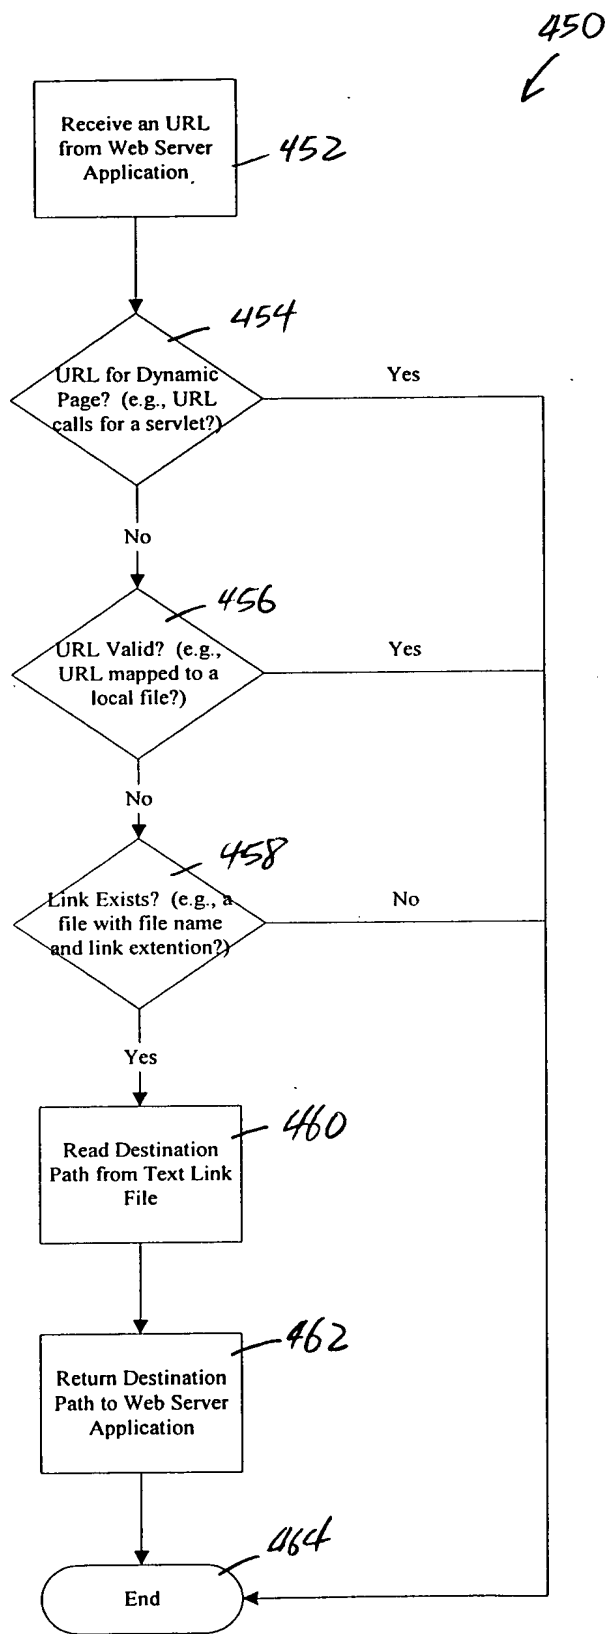 450
Receive an URL
from Web Server
Application
452
454
URL for Dynamic
Page? (e.g., URL
calls for a servlet?)
Yes
No
456
URL Valid? (e.g.,
URL mapped to a
local file?)
Yes
No
458
Link Exists? (e.g., a
file with file name
and link extention?)
No
Yes
460
Read Destination
Path from Text Link
File
462
Return Destination
Path to Web Server
Application
464
End